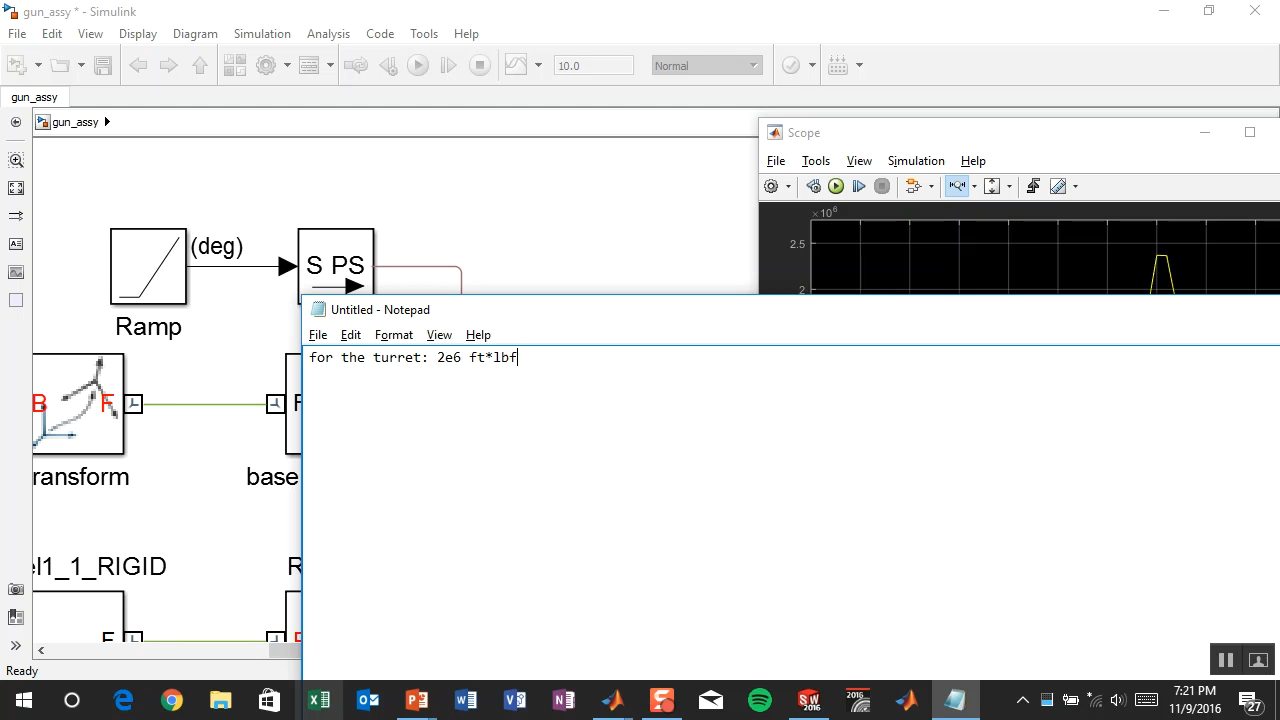 gun_assy * - Simulink
File Edit View Display Diagram Simulation Analysis Code Tools Help
10.0 Normal
gun_assy
gun_assy
Scope
File Tools View Simulation Help
×10⁶
2.5
2
(deg)
S PS
Ramp
Untitled - Notepad
File Edit Format View Help
for the turret: 2e6 ft*lbf
B F
F
ransform
base
el1_1_RIGID
R
F
Ready
7:21 PM
11/9/2016
27